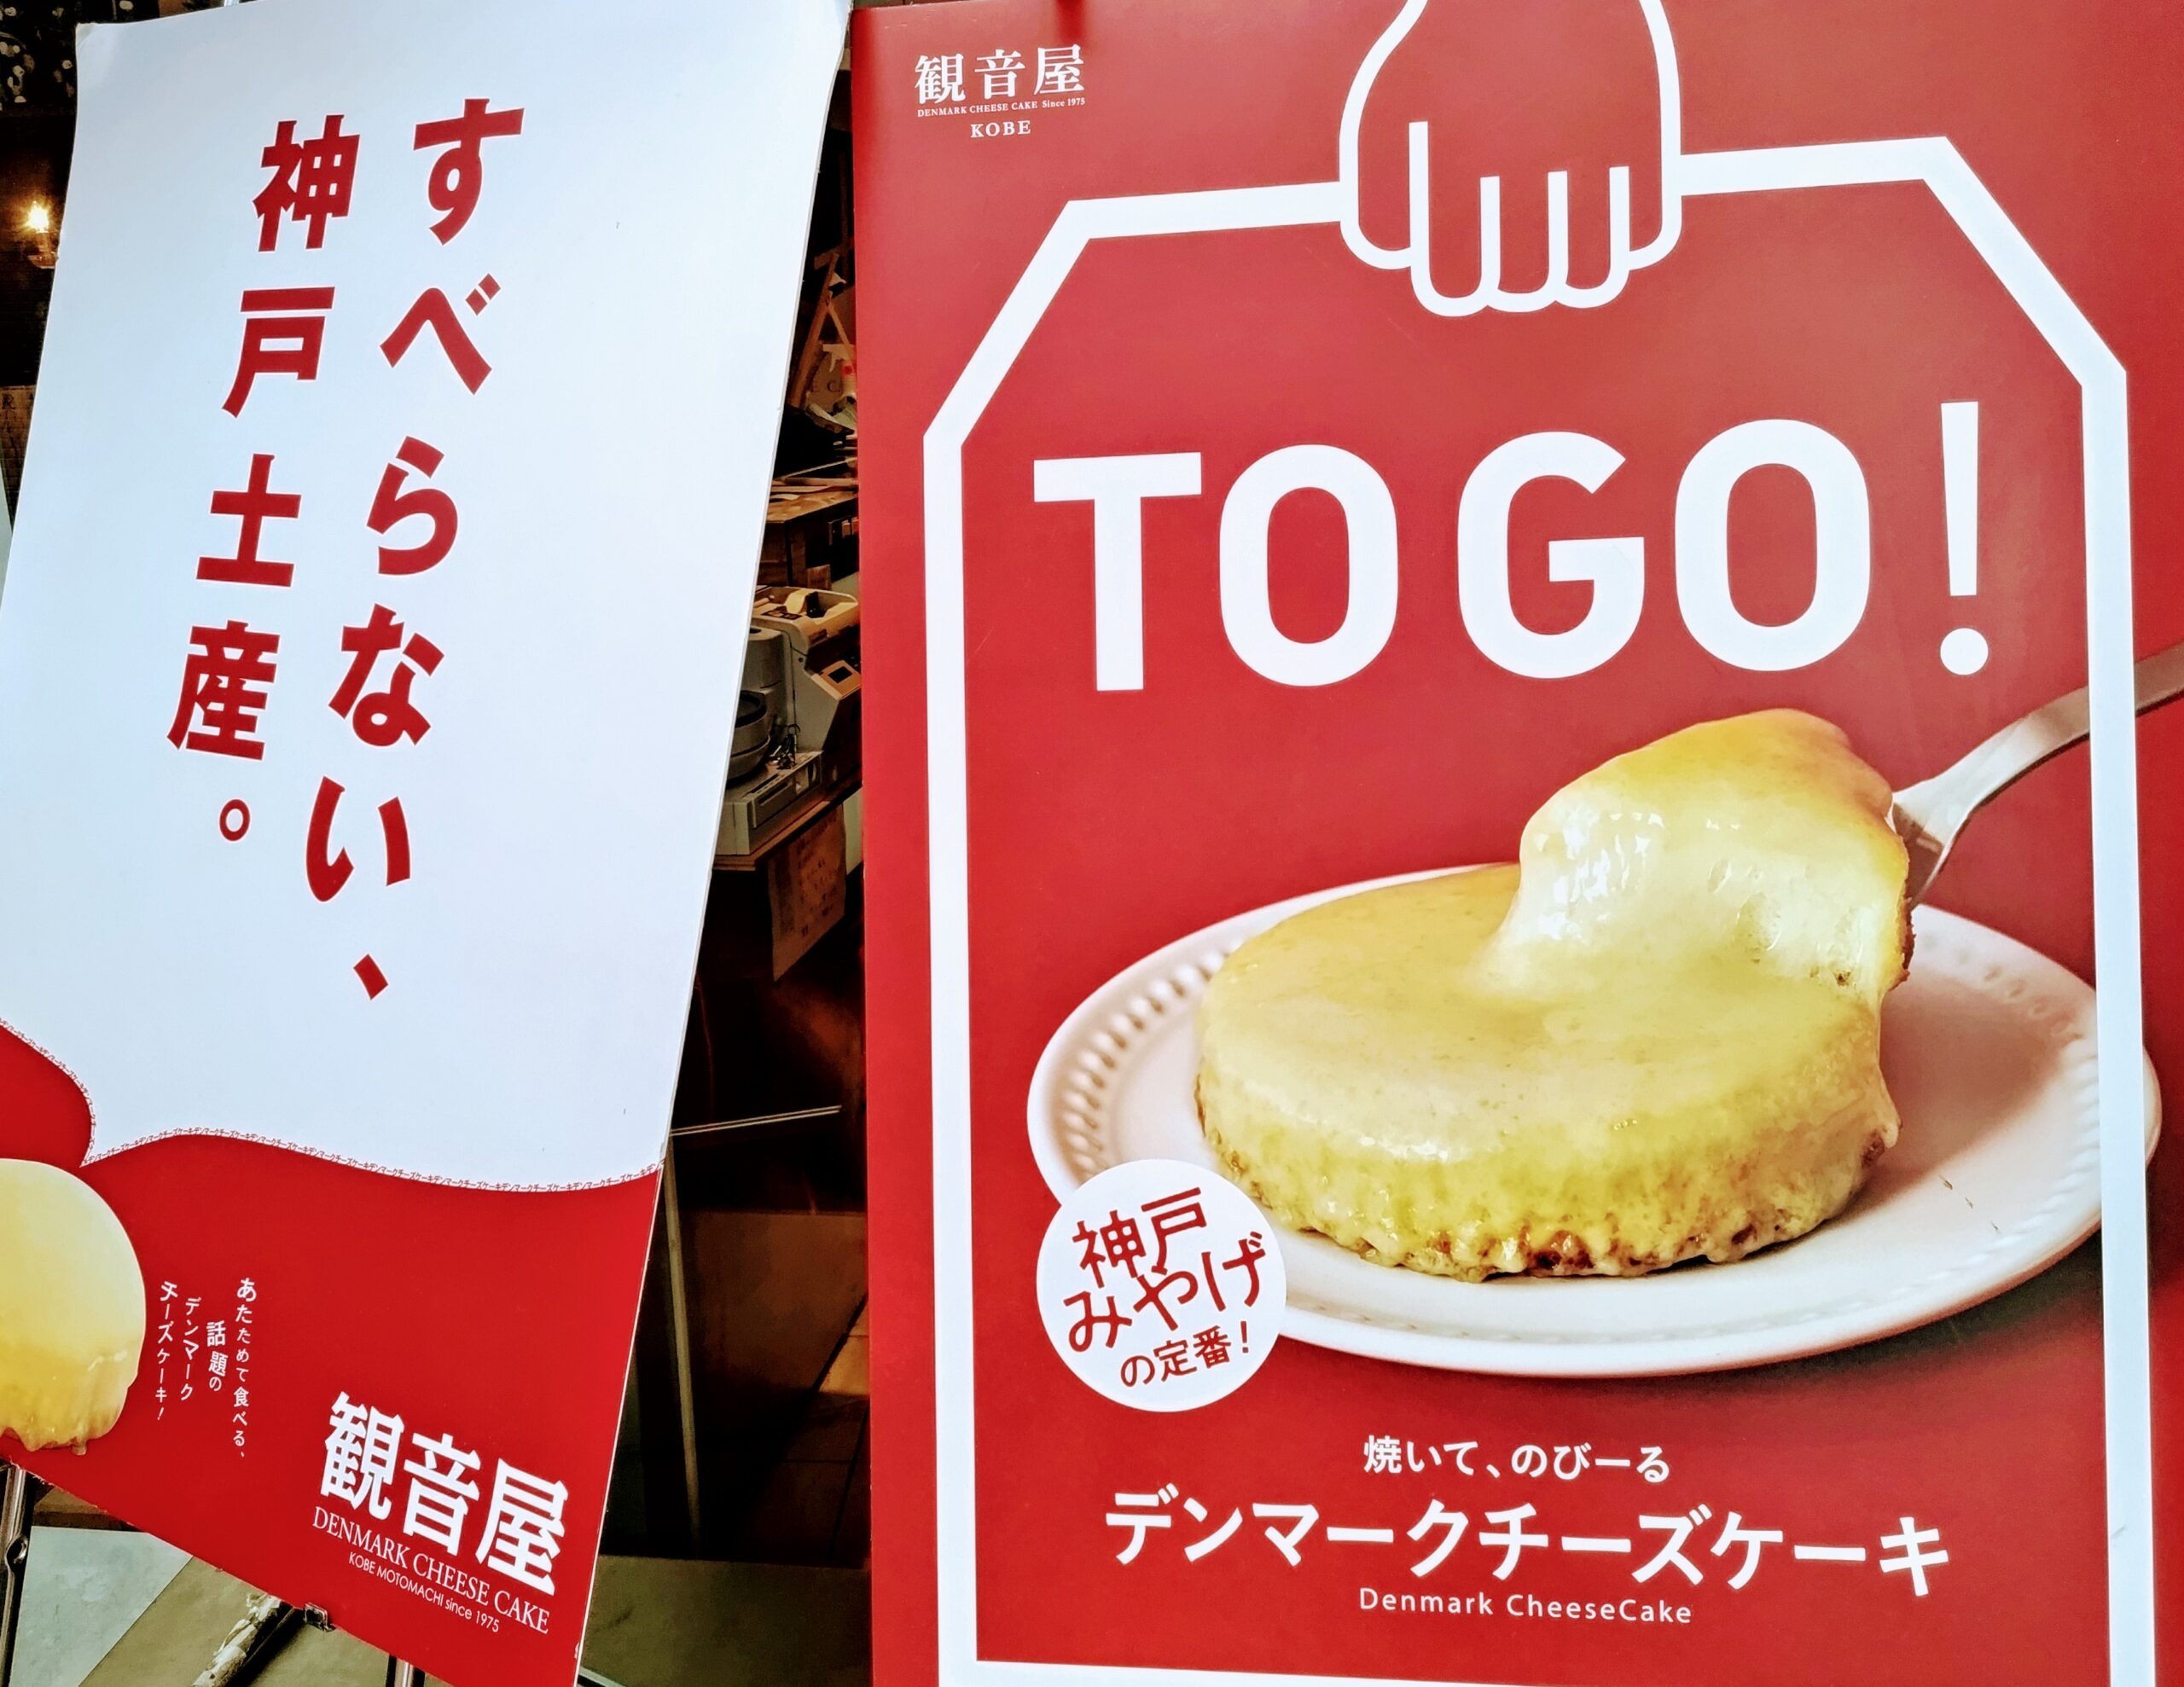 すべらない、
神戸土産。
あたためて食べる、
話題の
デンマーク
チーズケーキ!
観音屋
DENMARK CHEESE CAKE
KOBE MOTOMACHI since 1975
観音屋
DENMARK CHEESE CAKE Since 1975
KOBE
TO GO!
神戸
みやげ
の定番!
焼いて、のびーる
デンマークチーズケーキ
Denmark CheeseCake